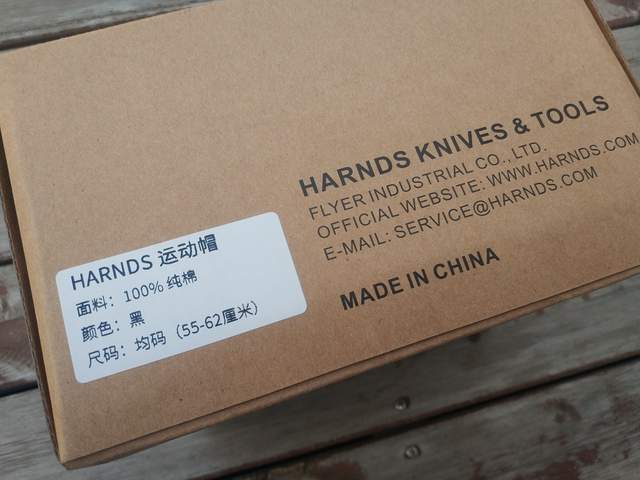 HARNDS KNIVES & TOOLS
FLYER INDUSTRIAL CO., LTD.
OFFICIAL WEBSITE: WWW.HARNDS.COM
E-MAIL: SERVICE@HARNDS.COM
MADE IN CHINA
HARNDS 运动帽
面料：100% 纯棉
颜色：黑
尺码：均码（55-62厘米）